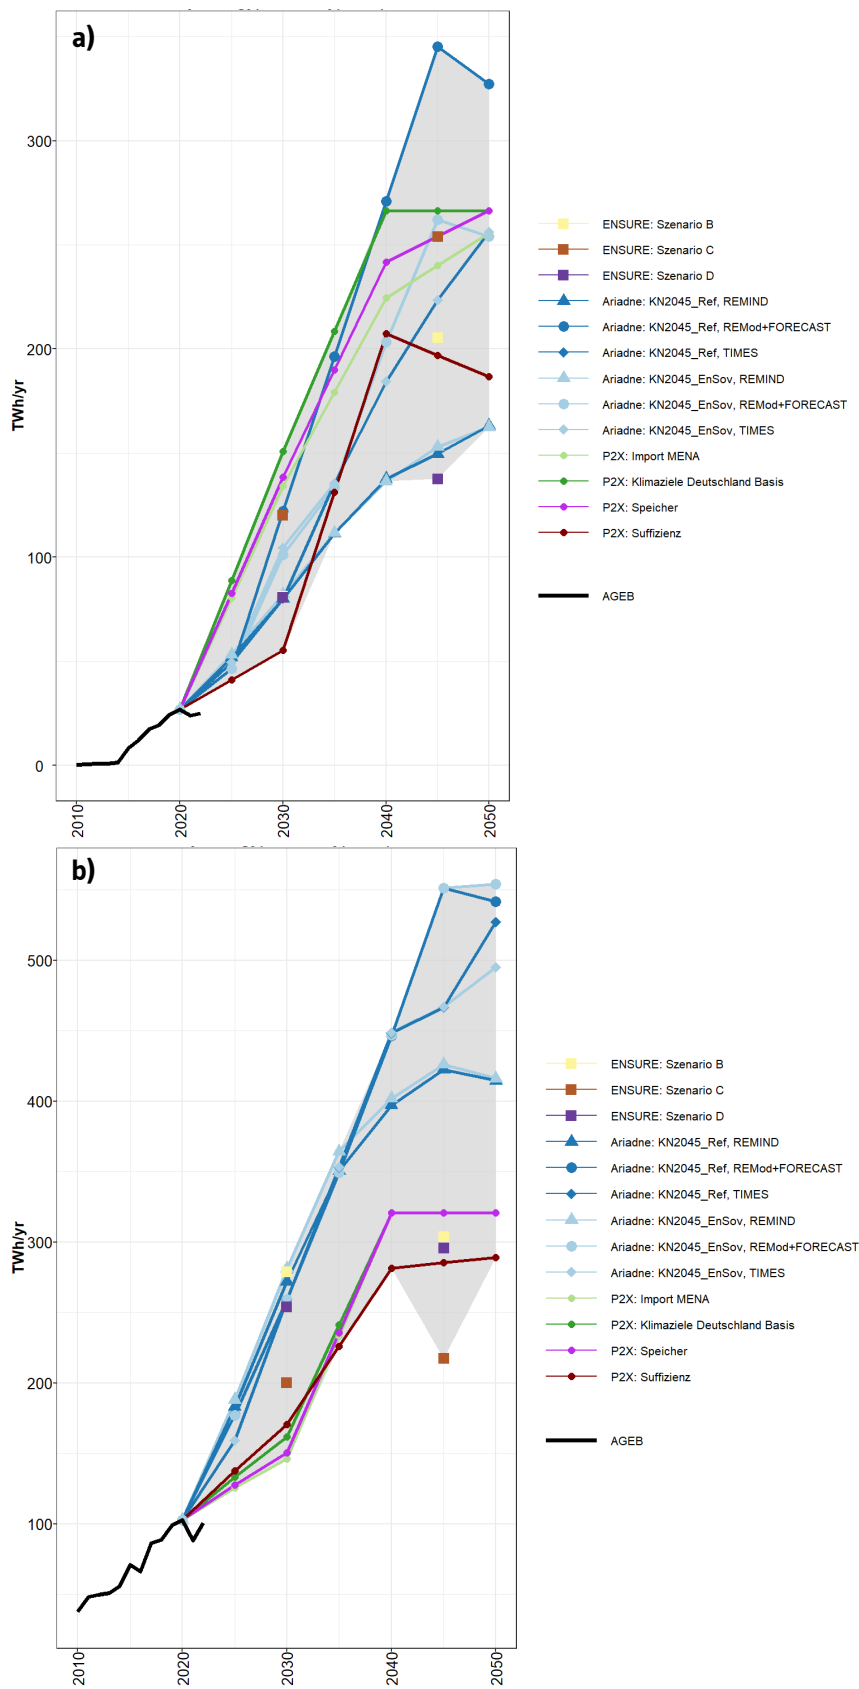 a)
300
200
100
0
TWh/yr
2010
2020
2030
2040
2050
ENSURE: Szenario B
ENSURE: Szenario C
ENSURE: Szenario D
Ariadne: KN2045_Ref, REMIND
Ariadne: KN2045_Ref, REMod+FORECAST
Ariadne: KN2045_Ref, TIMES
Ariadne: KN2045_EnSov, REMIND
Ariadne: KN2045_EnSov, REMod+FORECAST
Ariadne: KN2045_EnSov, TIMES
P2X: Import MENA
P2X: Klimaziele Deutschland Basis
P2X: Speicher
P2X: Suffizienz
AGEB
b)
500
400
300
200
100
TWh/yr
2010
2020
2030
2040
2050
ENSURE: Szenario B
ENSURE: Szenario C
ENSURE: Szenario D
Ariadne: KN2045_Ref, REMIND
Ariadne: KN2045_Ref, REMod+FORECAST
Ariadne: KN2045_Ref, TIMES
Ariadne: KN2045_EnSov, REMIND
Ariadne: KN2045_EnSov, REMod+FORECAST
Ariadne: KN2045_EnSov, TIMES
P2X: Import MENA
P2X: Klimaziele Deutschland Basis
P2X: Speicher
P2X: Suffizienz
AGEB